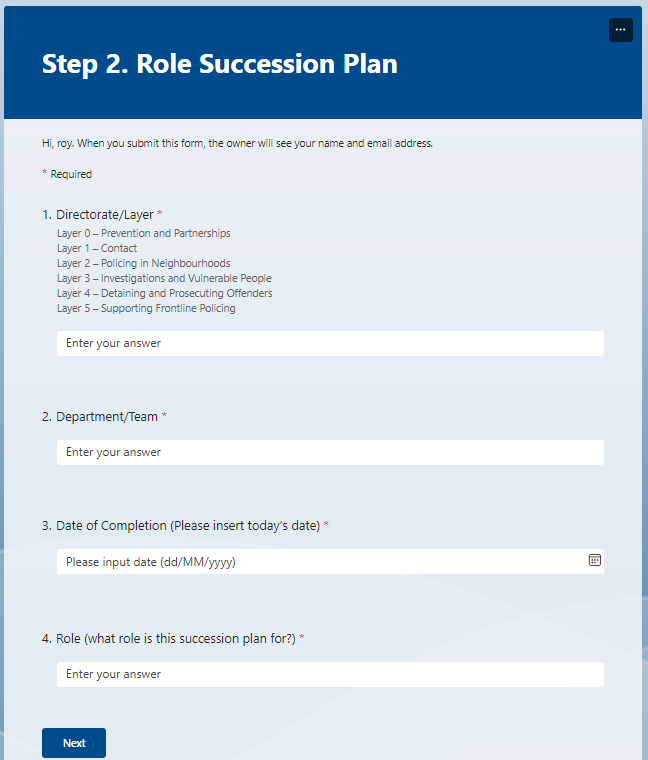 ...
Step 2. Role Succession Plan
Hi, roy. When you submit this form, the owner will see your name and email address.
* Required
1. Directorate/Layer *
Layer 0 – Prevention and Partnerships
Layer 1 – Contact
Layer 2 – Policing in Neighbourhoods
Layer 3 – Investigations and Vulnerable People
Layer 4 – Detaining and Prosecuting Offenders
Layer 5 – Supporting Frontline Policing
Enter your answer
2. Department/Team *
Enter your answer
3. Date of Completion (Please insert today's date) *
Please input date (dd/MM/yyyy)
4. Role (what role is this succession plan for?) *
Enter your answer
Next